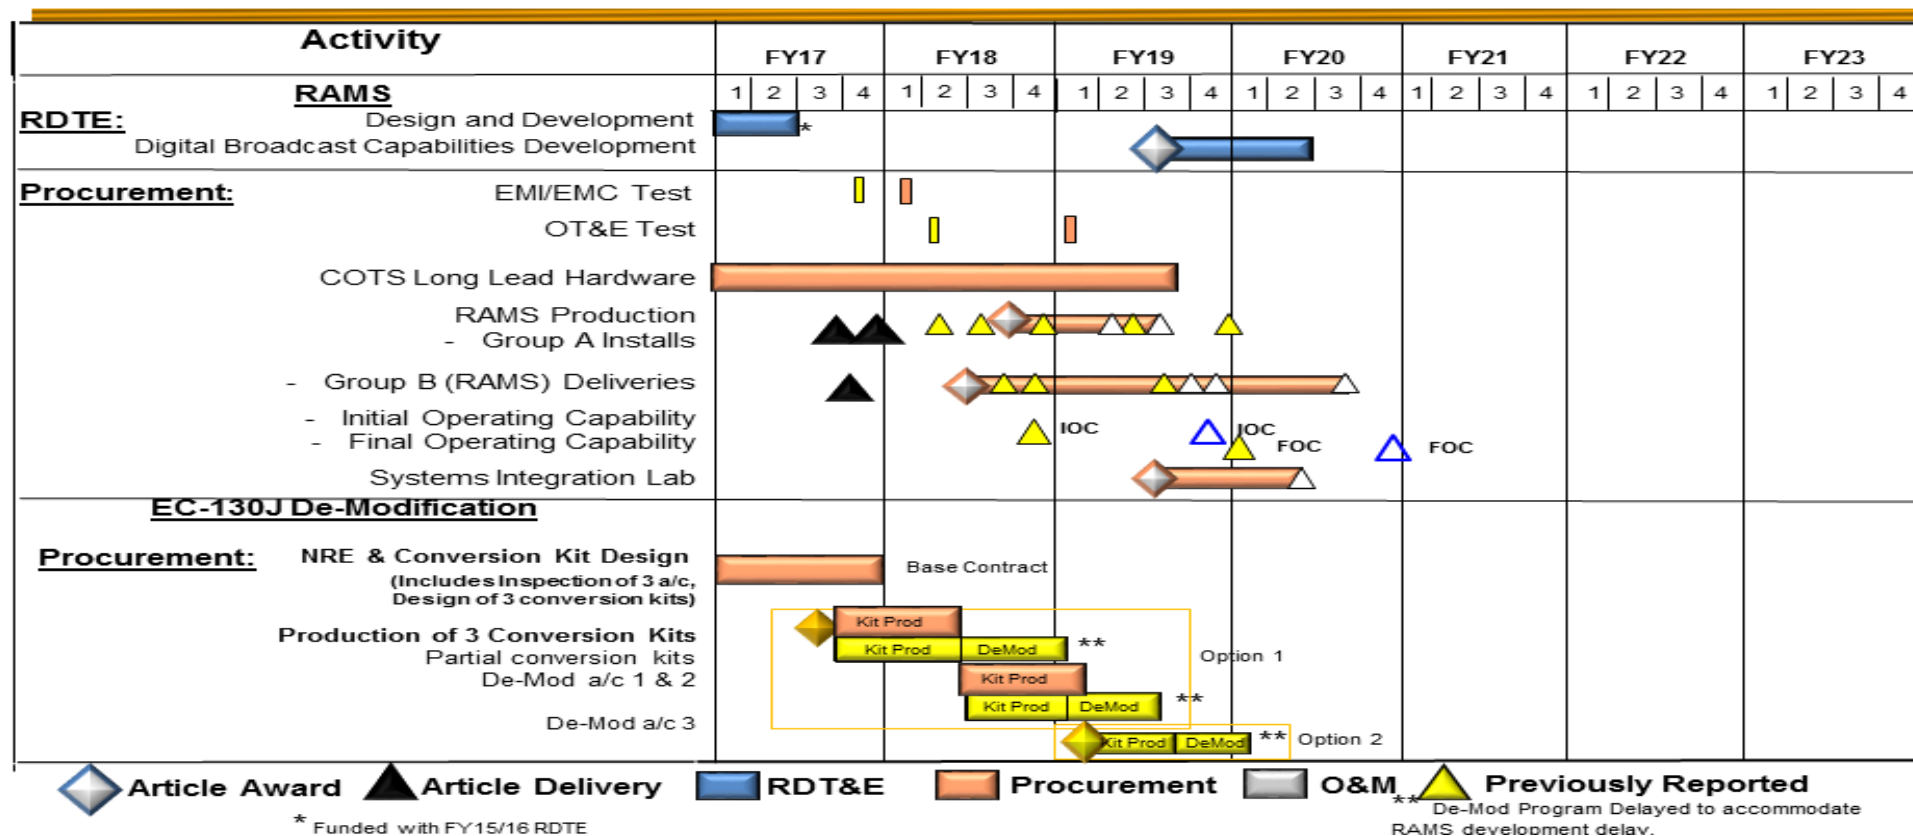 Activity
FY17 FY18 FY19 FY20 FY21 FY22 FY23
RAMS
1 2 3 4 1 2 3 4 1 2 3 4 1 2 3 4 1 2 3 4 1 2 3 4 1 2 3 4
RDTE: Design and Development *
Digital Broadcast Capabilities Development
Procurement: EMI/EMC Test
OT&E Test
COTS Long Lead Hardware
RAMS Production
- Group A Installs
- Group B (RAMS) Deliveries
- Initial Operating Capability IOC IOC
- Final Operating Capability FOC FOC
Systems Integration Lab
EC-130J De-Modification
Procurement: NRE & Conversion Kit Design Base Contract
(Includes Inspection of 3 a/c,
Design of 3 conversion kits)
Kit Prod
Production of 3 Conversion Kits
Kit Prod DeMod **
Partial conversion kits Option 1
De-Mod a/c 1 & 2 Kit Prod
Kit Prod DeMod **
De-Mod a/c 3
Kit Prod DeMod ** Option 2
Article Award Article Delivery RDT&E Procurement O&M Previously Reported
* Funded with FY15/16 RDTE
** De-Mod Program Delayed to accommodate
RAMS development delay.